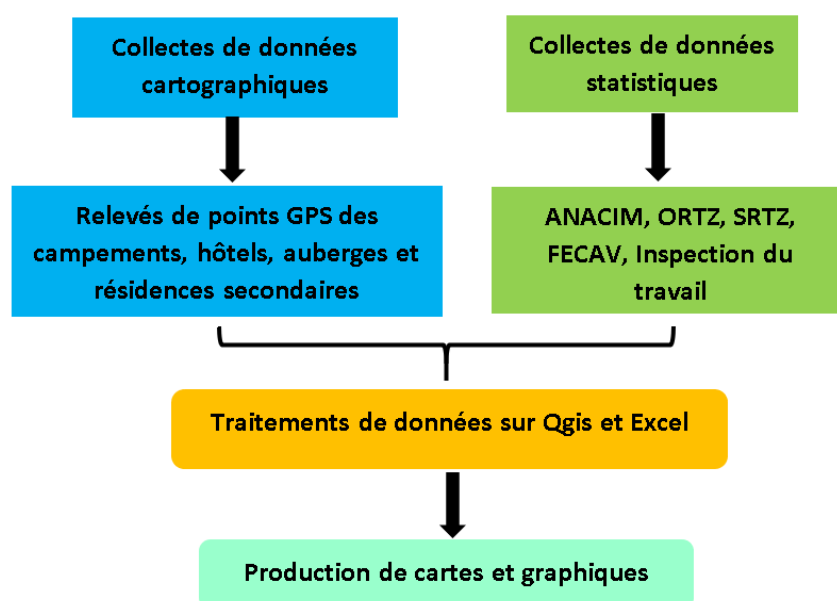 Collectes de données
cartographiques
Collectes de données
statistiques
Relevés de points GPS des
campements, hôtels, auberges et
résidences secondaires
ANACIM, ORTZ, SRTZ,
FECAV, Inspection du
travail
Traitements de données sur Qgis et Excel
Production de cartes et graphiques